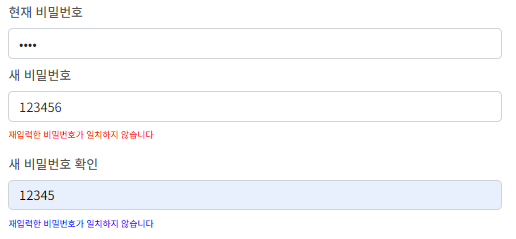 현재 비밀번호
••••
새 비밀번호
123456
재입력한 비밀번호가 일치하지 않습니다
새 비밀번호 확인
12345
재입력한 비밀번호가 일치하지 않습니다